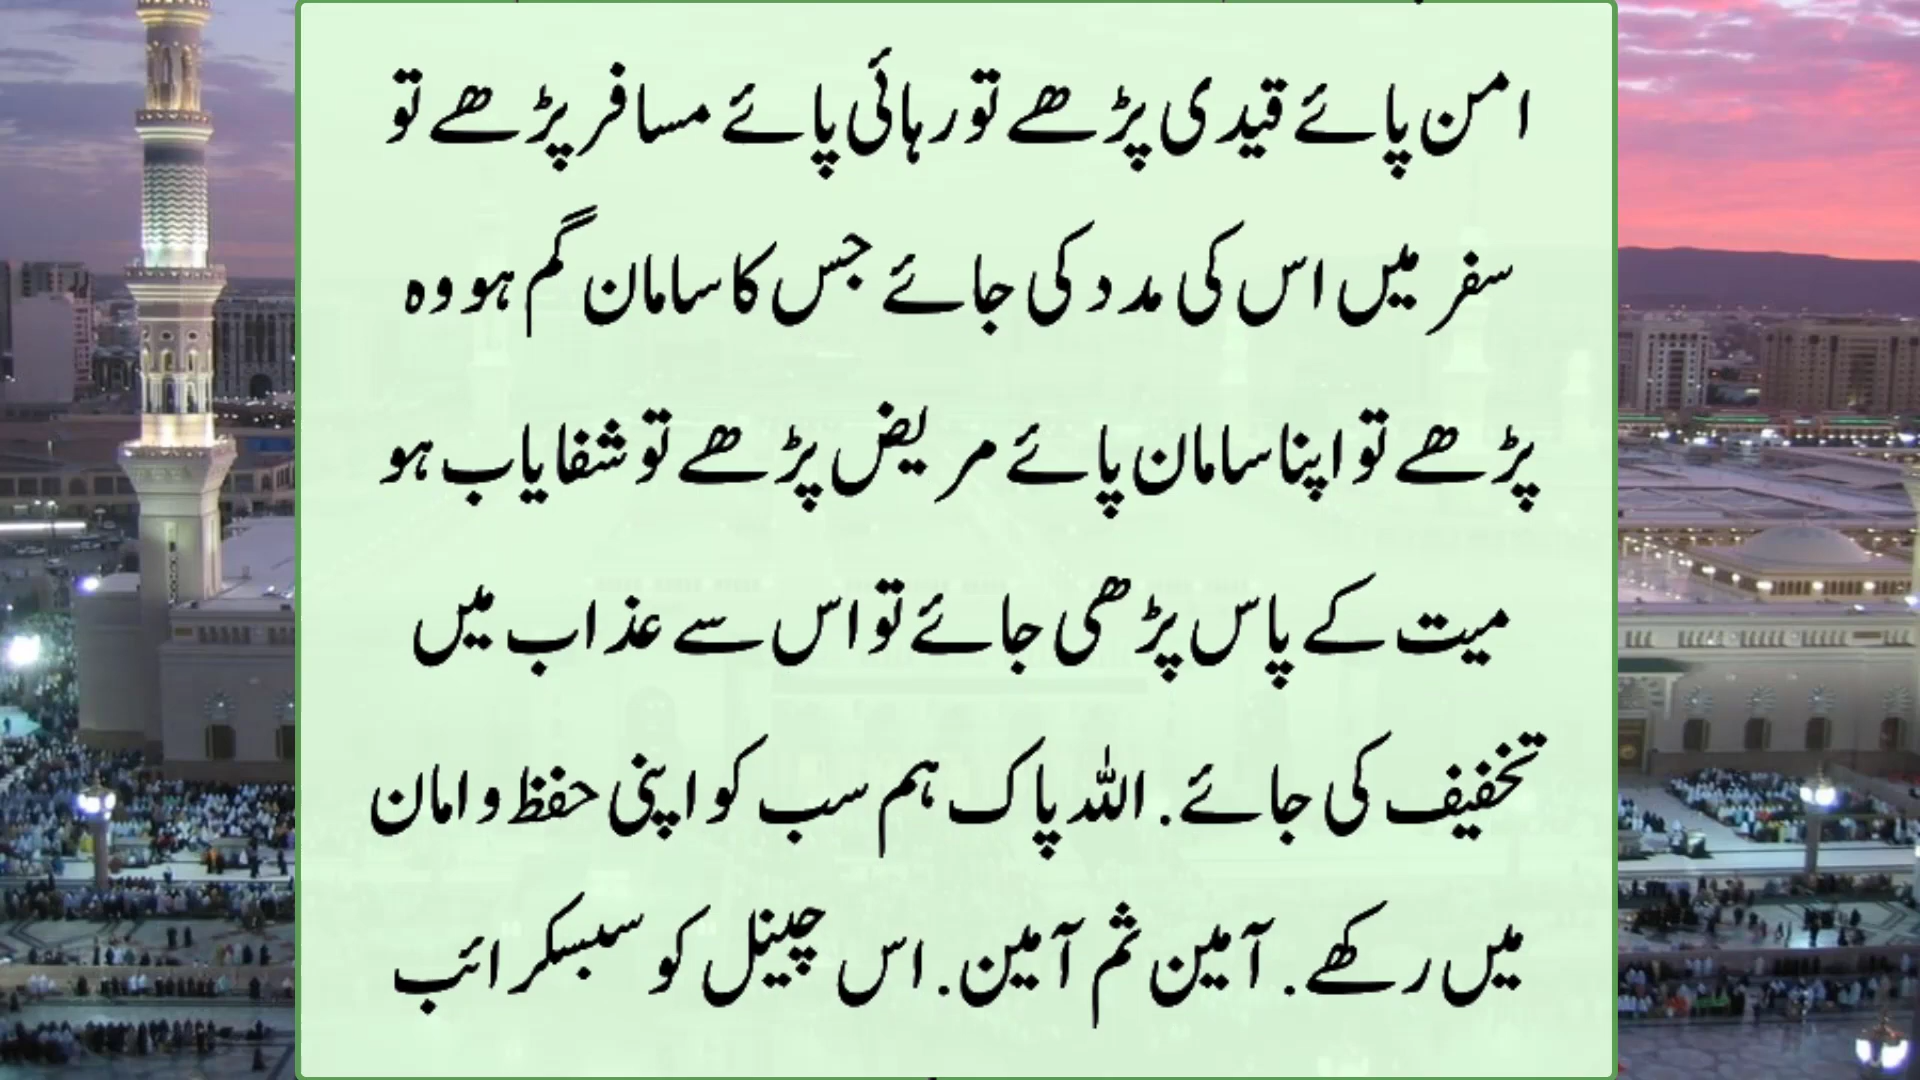 امن پائے قیدی پڑھے تو رہائی پائے مسافر پڑھے تو
سفر میں اس کی مدد کی جائے جس کا سامان گم ہو وہ
پڑھے تو اپنا سامان پائے مریض پڑھے تو شفا یاب ہو
میت کے پاس پڑھی جائے تو اس سے عذاب میں
تخفیف کی جائے. اللہ پاک ہم سب کو اپنی حفظ و امان
میں رکھے. آمین ثم آمین. اس چینل کو سبسکرائب